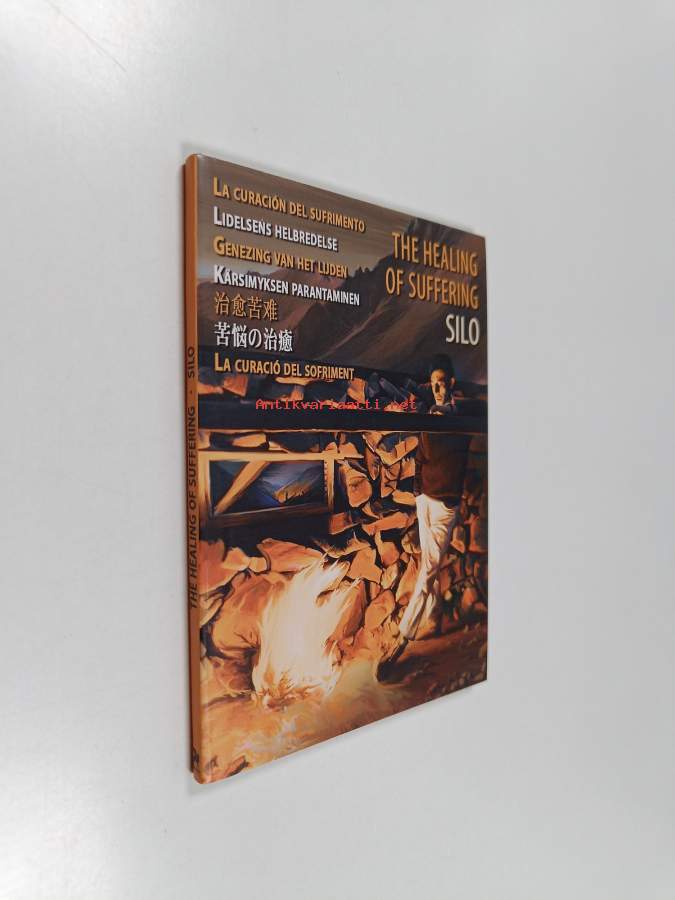 LA CURACIÓN DEL SUFRIMENTO
LIDELSENS HELBREDELSE
GENEZING VAN HET LIJDEN
KÄRSIMYKSEN PARANTAMINEN
治愈苦难
苦悩の治癒
LA CURACIÓ DEL SOFRIMENT
THE HEALING
OF SUFFERING
SILO
Antikvariaatti.net
THE HEALING OF SUFFERING · SILO